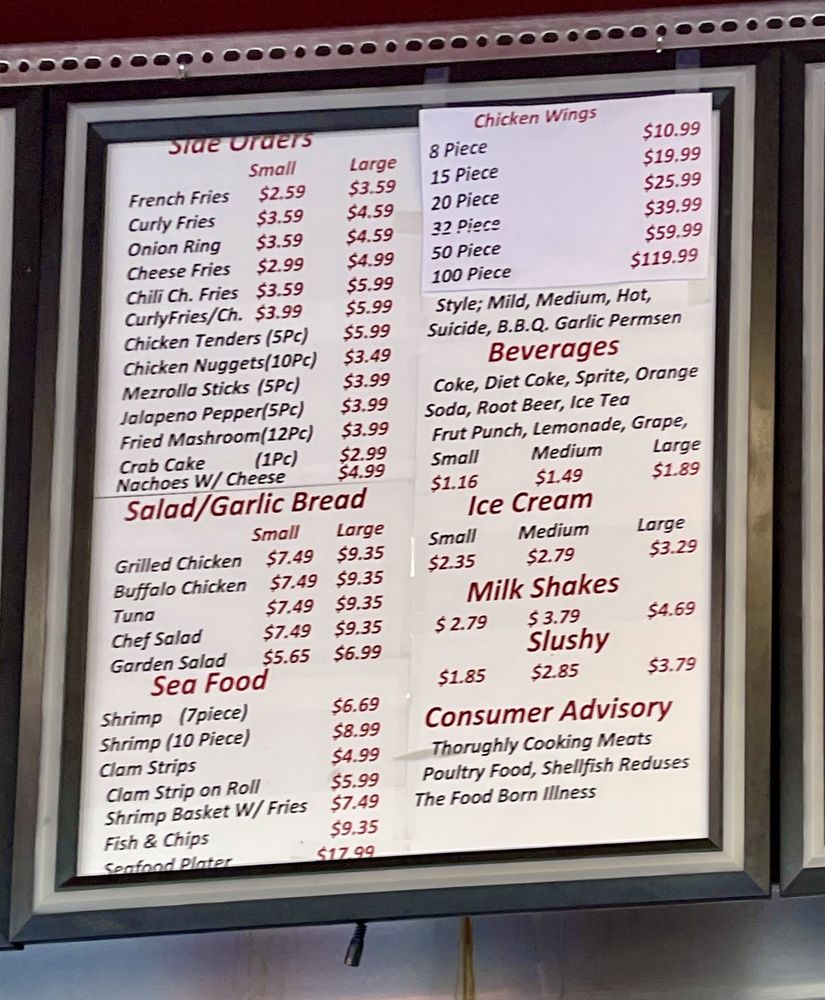 Side Orders
Small Large
French Fries $2.59 $3.59
Curly Fries $3.59 $4.59
Onion Ring $3.59 $4.59
Cheese Fries $2.99 $4.99
Chili Ch. Fries $3.59 $5.99
CurlyFries/Ch. $3.99 $5.99
Chicken Tenders (5Pc) $5.99
Chicken Nuggets(10Pc) $3.49
Mezrolla Sticks (5Pc) $3.99
Jalapeno Pepper(5Pc) $3.99
Fried Mashroom(12Pc) $3.99
Crab Cake (1Pc) $2.99
Nachoes W/ Cheese $4.99
Salad/Garlic Bread
Small Large
Grilled Chicken $7.49 $9.35
Buffalo Chicken $7.49 $9.35
Tuna $7.49 $9.35
Chef Salad $7.49 $9.35
Garden Salad $5.65 $6.99
Sea Food
Shrimp (7piece) $6.69
Shrimp (10 Piece) $8.99
Clam Strips $4.99
Clam Strip on Roll $5.99
Shrimp Basket W/ Fries $7.49
Fish & Chips $9.35
Seafood Plater $17.99
Chicken Wings
8 Piece $10.99
15 Piece $19.99
20 Piece $25.99
32 Piece $39.99
50 Piece $59.99
100 Piece $119.99
Style; Mild, Medium, Hot,
Suicide, B.B.Q. Garlic Permsen
Beverages
Coke, Diet Coke, Sprite, Orange
Soda, Root Beer, Ice Tea
Frut Punch, Lemonade, Grape,
Small Medium Large
$1.16 $1.49 $1.89
Ice Cream
Small Medium Large
$2.35 $2.79 $3.29
Milk Shakes
$ 2.79 $ 3.79 $4.69
Slushy
$1.85 $2.85 $3.79
Consumer Advisory
Thorughly Cooking Meats
Poultry Food, Shellfish Reduses
The Food Born Illness